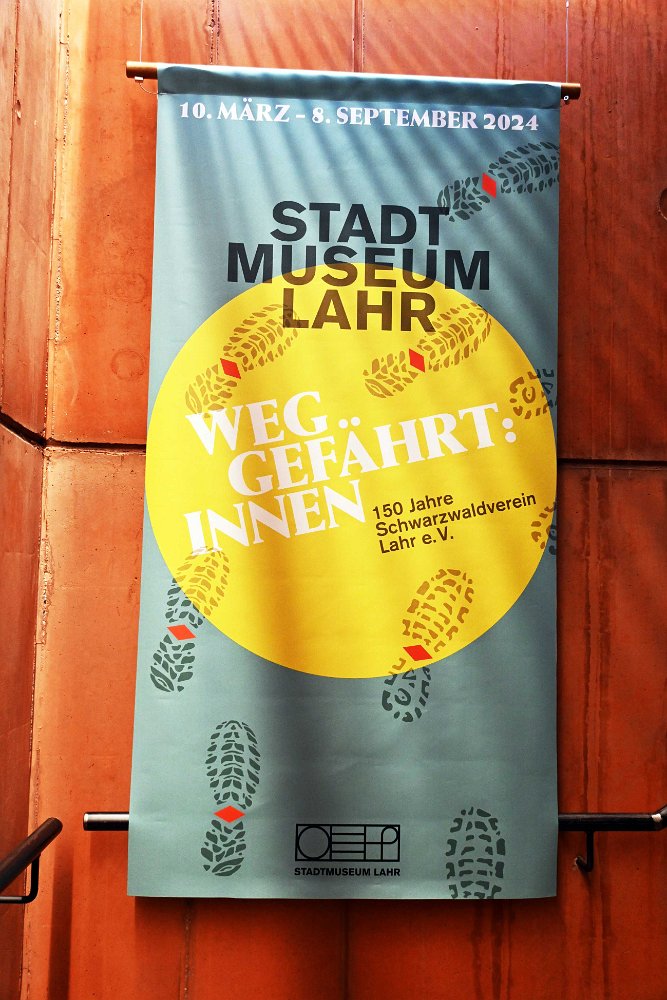 10. MÄRZ – 8. SEPTEMBER 2024
STADT
MUSEUM
LAHR
WEG
GEFÄHRT:
INNEN
150 Jahre
Schwarzwaldverein
Lahr e.V.
STADTMUSEUM LAHR